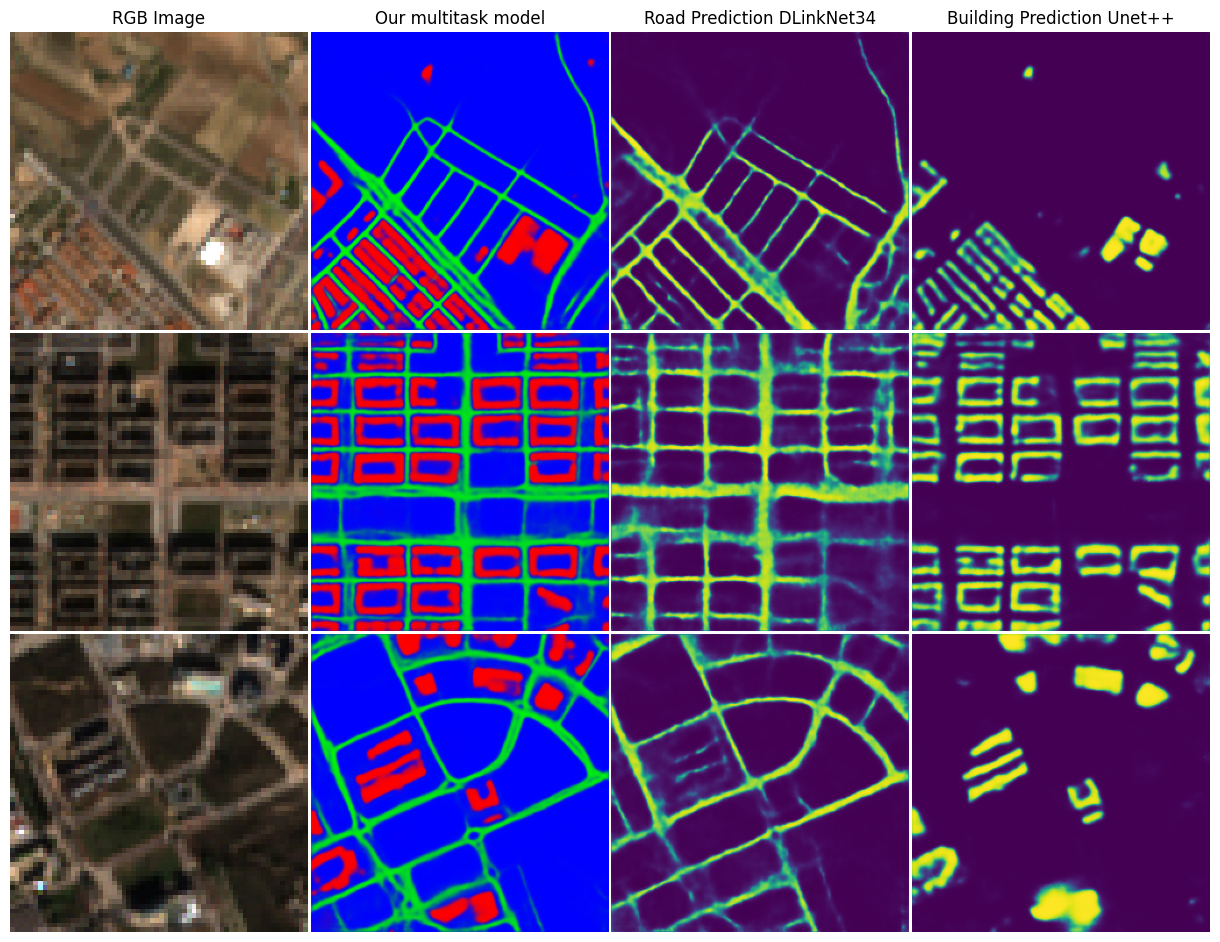 RGB Image
Our multitask model
Road Prediction DLinkNet34
Building Prediction Unet++